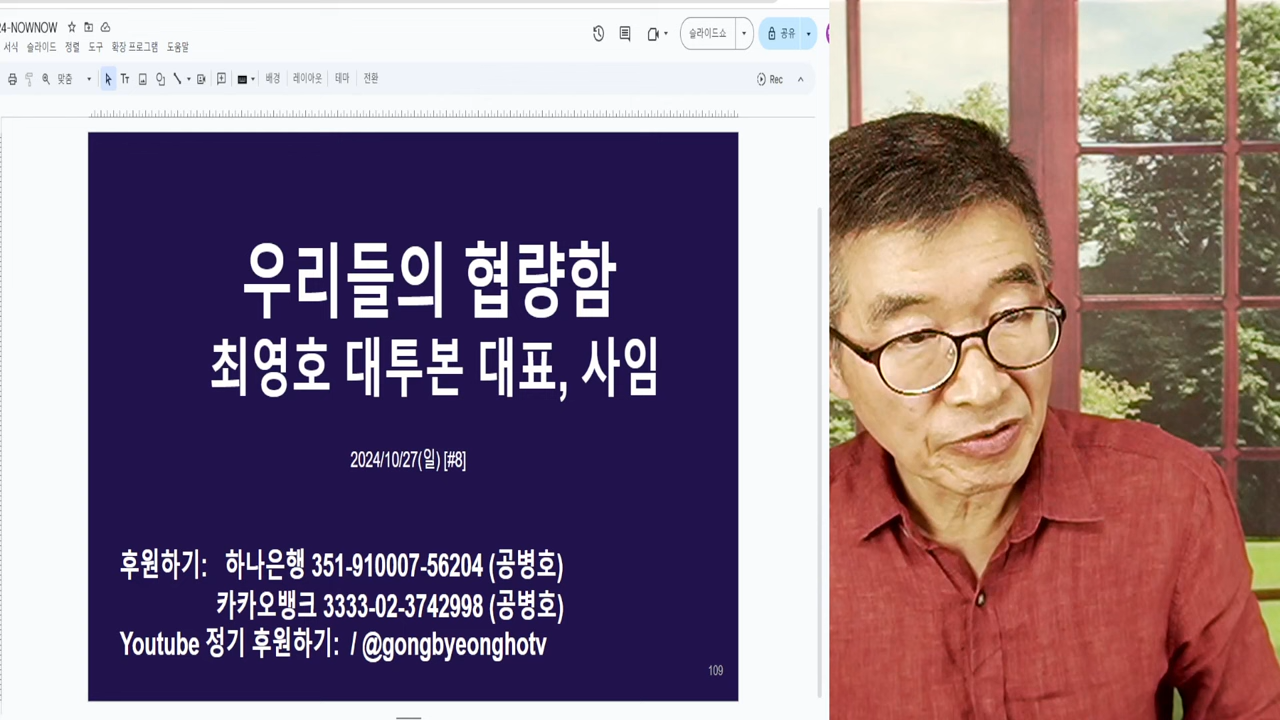 24-NOWNOW
서식 슬라이드 정렬 도구 확장 프로그램 도움말
슬라이드쇼
공유
맞춤
배경 레이아웃 테마 전환
Rec
우리들의 협량함
최영호 대투본 대표, 사임
2024/10/27(일) [#8]
후원하기: 하나은행 351-910007-56204 (공병호)
카카오뱅크 3333-02-3742998 (공병호)
Youtube 정기 후원하기: / @gongbyeonghotv
109